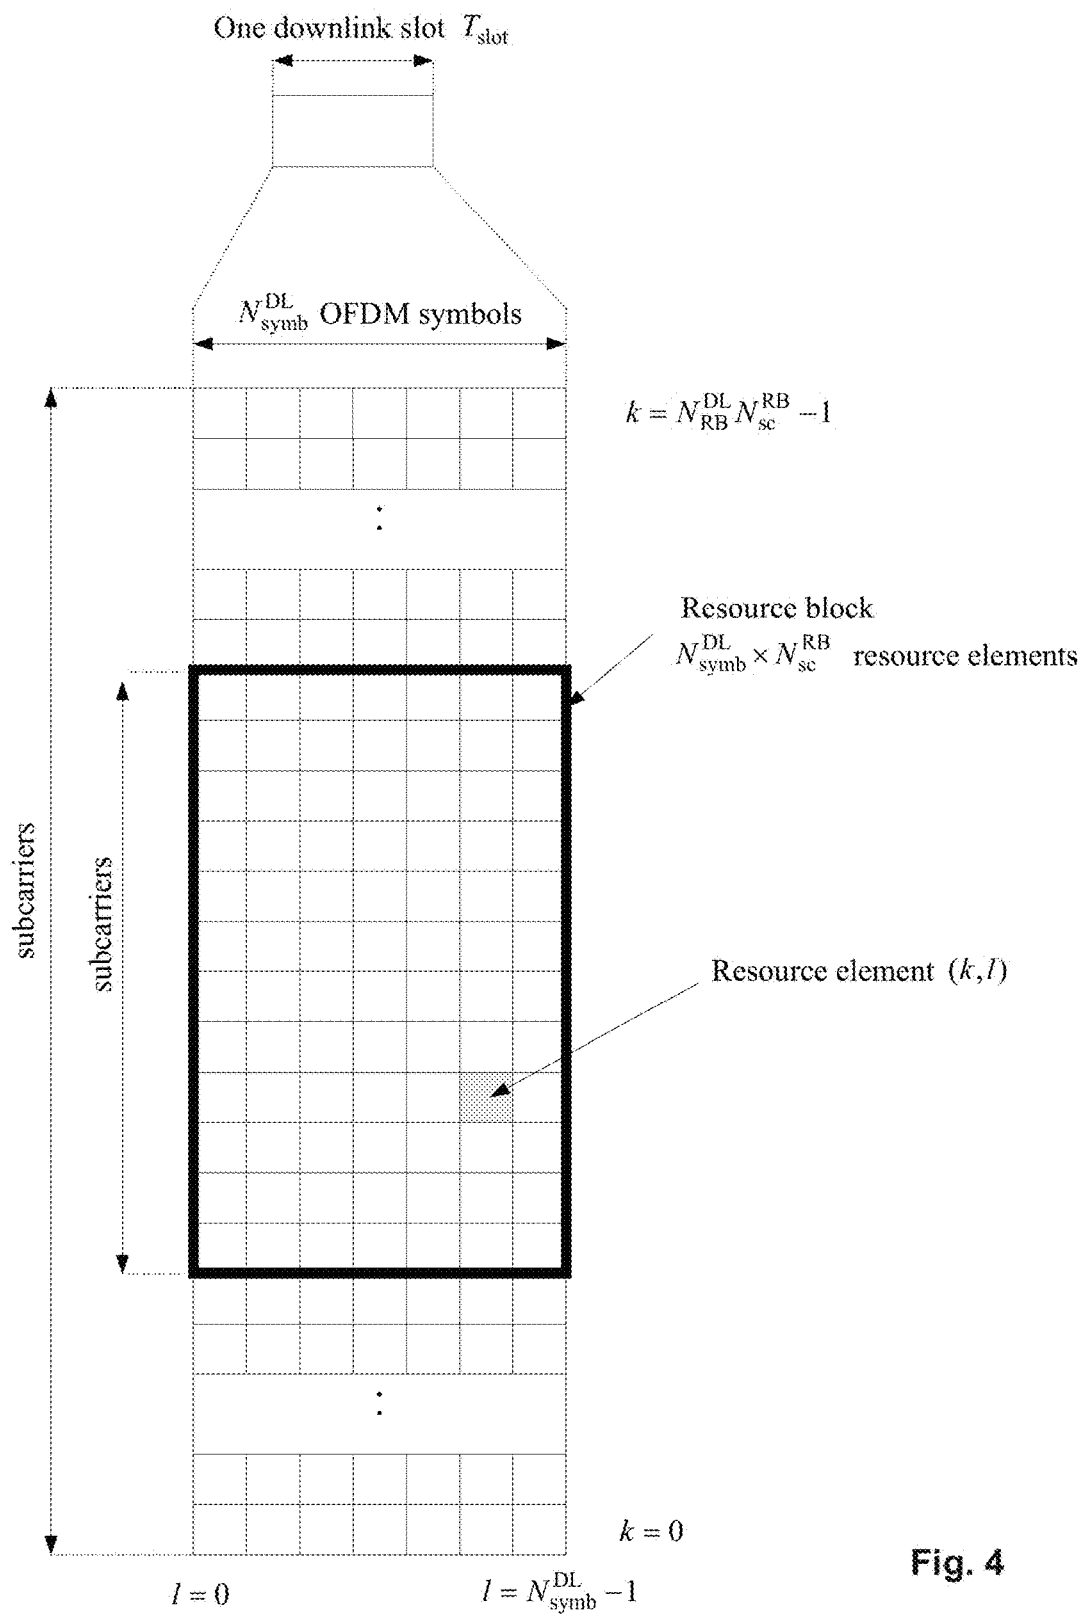 One downlink slot T_slot
N_symb^DL OFDM symbols
k = N_RB^DL N_sc^RB − 1
Resource block
N_symb^DL × N_sc^RB resource elements
subcarriers
subcarriers
Resource element (k,l)
k = 0
l = 0
l = N_symb^DL − 1
Fig. 4